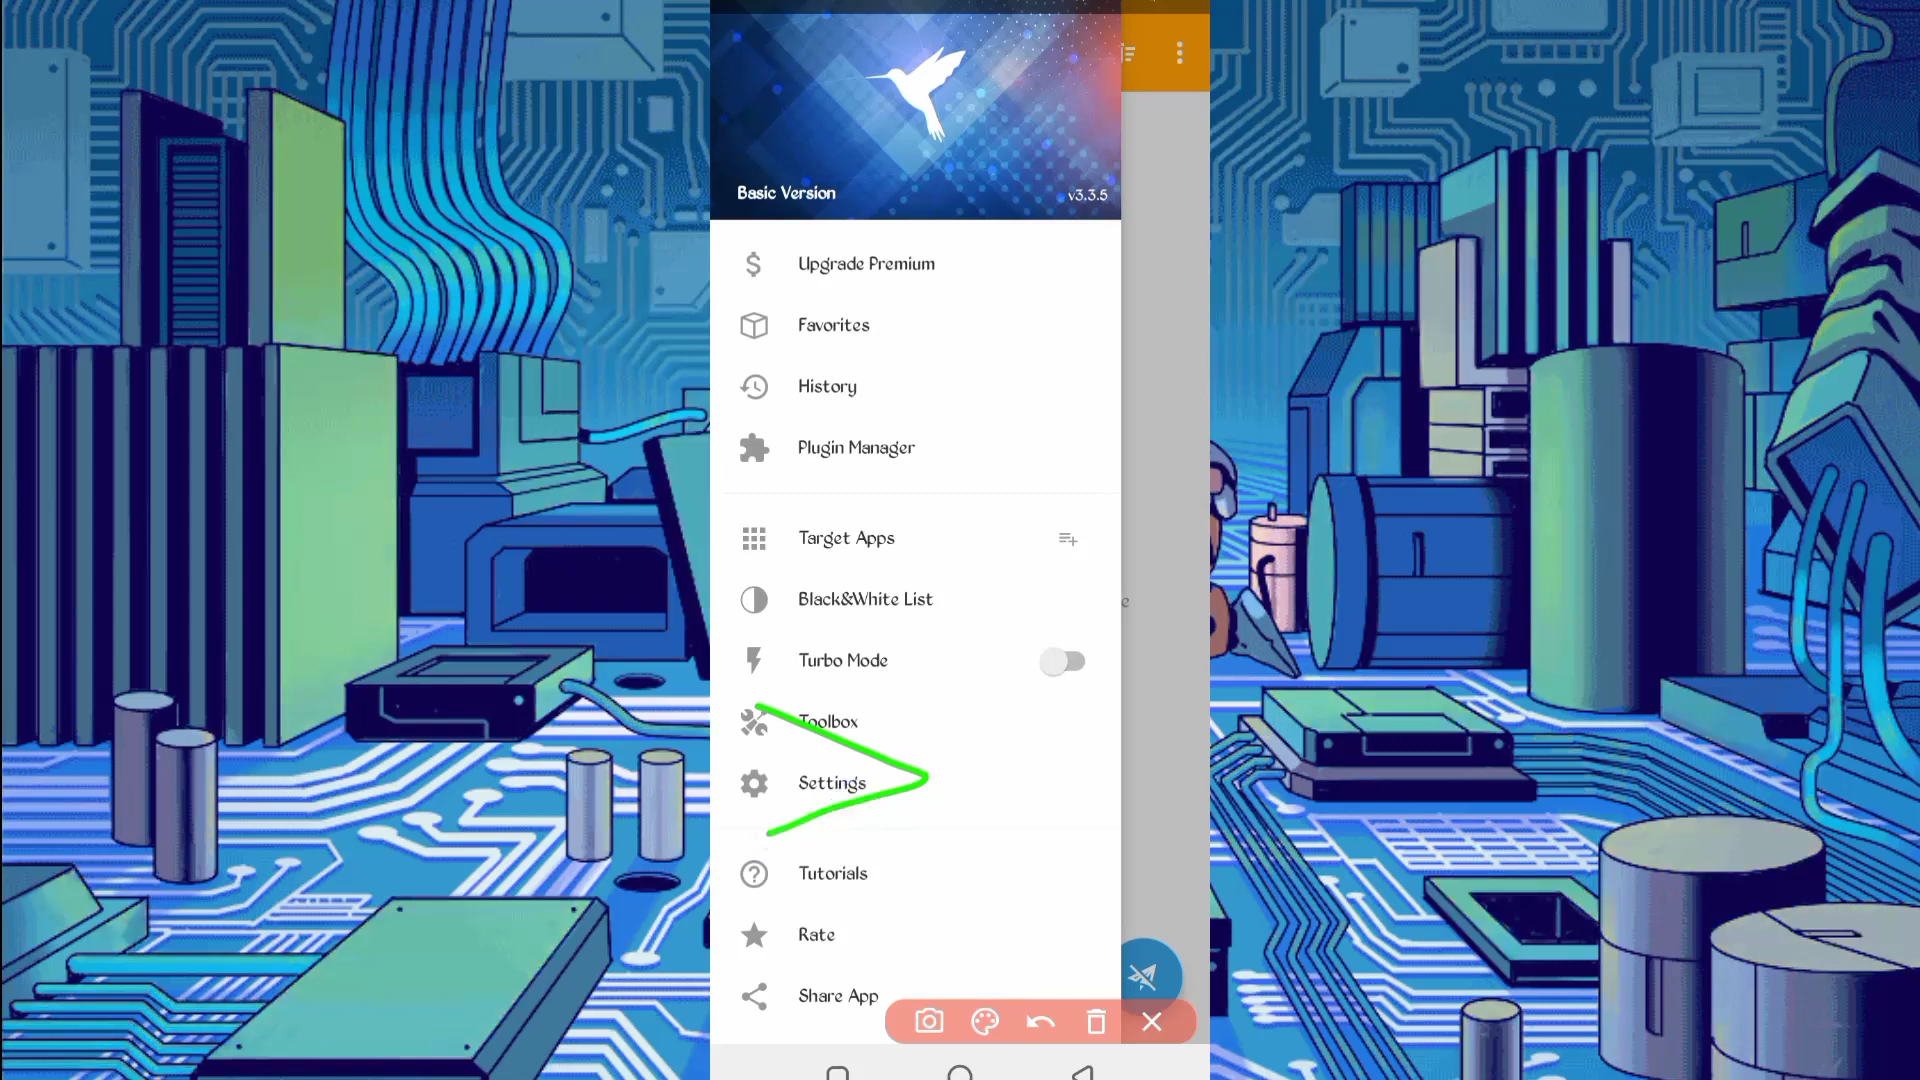 Basic Version
v3.3.5
Upgrade Premium
Favorites
History
Plugin Manager
Target Apps
Black&White List
Turbo Mode
Toolbox
Settings
Tutorials
Rate
Share App
e